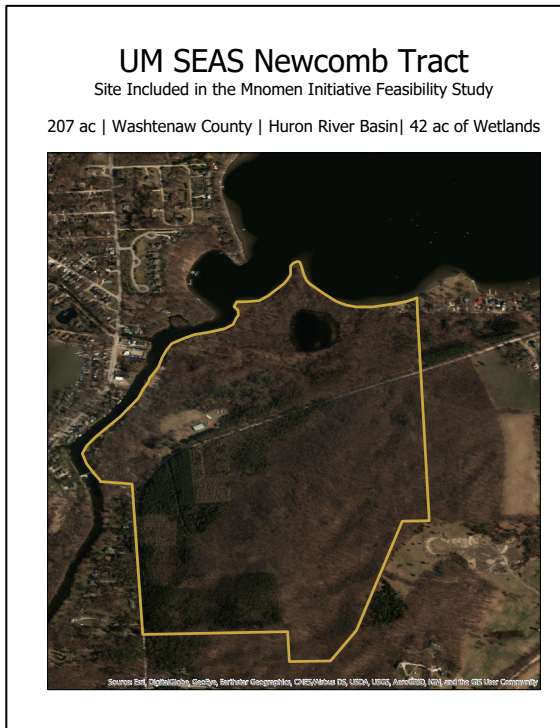 UM SEAS Newcomb Tract
Site Included in the Mnomen Initiative Feasibility Study
207 ac | Washtenaw County | Huron River Basin| 42 ac of Wetlands
Source: Esri, DigitalGlobe, GeoEye, Earthstar Geographics, CNES/Airbus DS, USDA, USGS, AeroGRID, IGN, and the GIS User Community